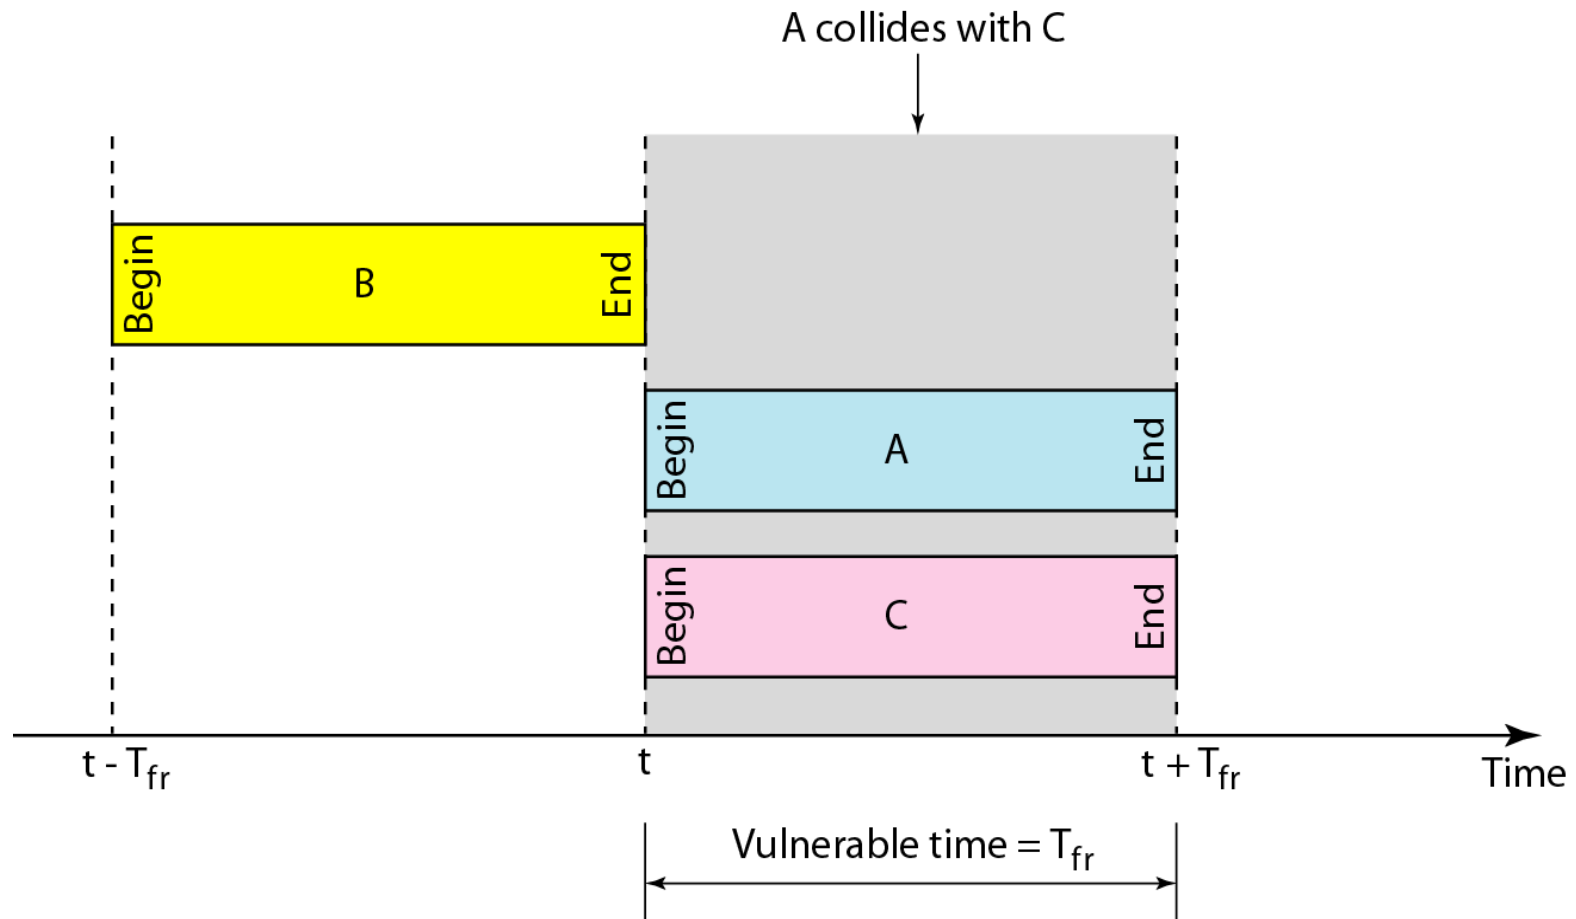 A collides with C
Begin
B
End
Begin
A
End
Begin
C
End
t - Tfr
t
t + Tfr
Time
Vulnerable time = Tfr